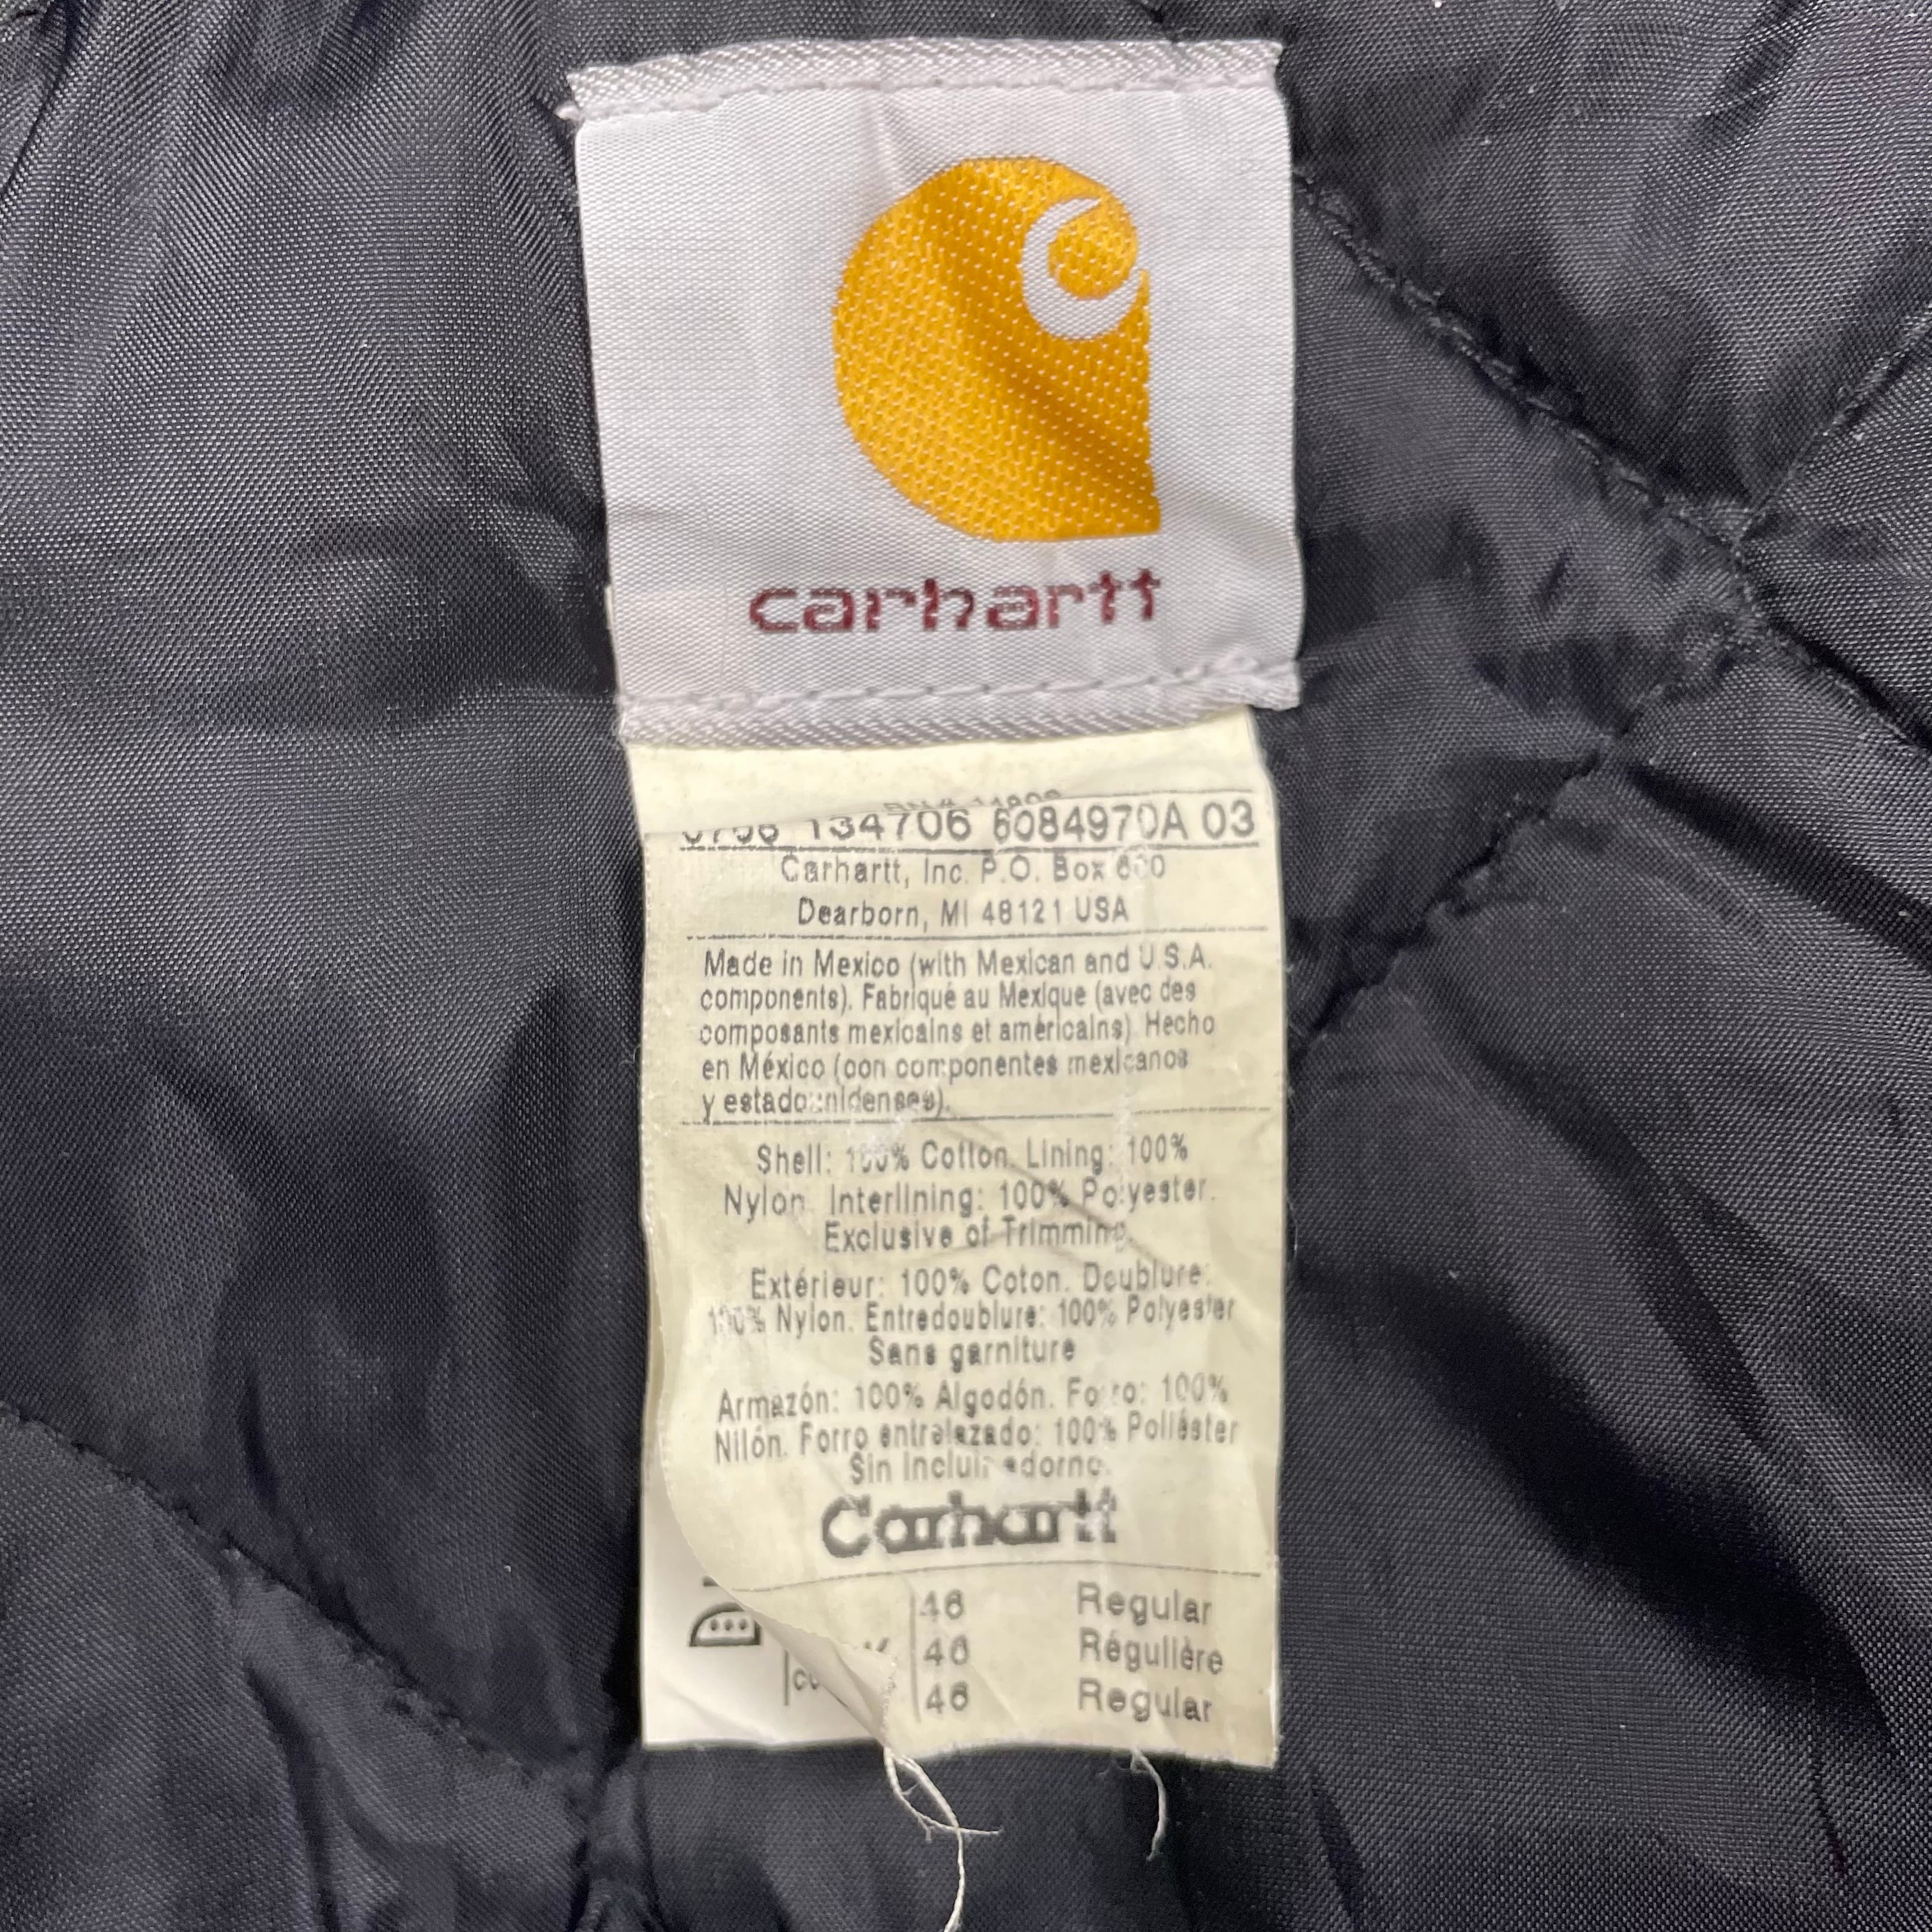 carhartt
134706 6084970A 03
Carhartt, Inc. P.O. Box 600
Dearborn, MI 48121 USA
Made in Mexico (with Mexican and U.S.A.
components). Fabriqué au Mexique (avec des
composants mexicains et américains) Hecho
en México (con componentes mexicanos
y estadounidenses).
Shell: 100% Cotton. Lining: 100%
Nylon. Interlining: 100% Polyester.
Exclusive of Trimming.
Extérieur: 100% Coton. Doublure:
100% Nylon. Entredoublure: 100% Polyester
Sans garniture
Armazón: 100% Algodón. Forro: 100%
Nilón. Forro entrelazado: 100% Poliéster
Sin incluir adorno.
Carhartt
46 Regular
46 Régulière
46 Regular